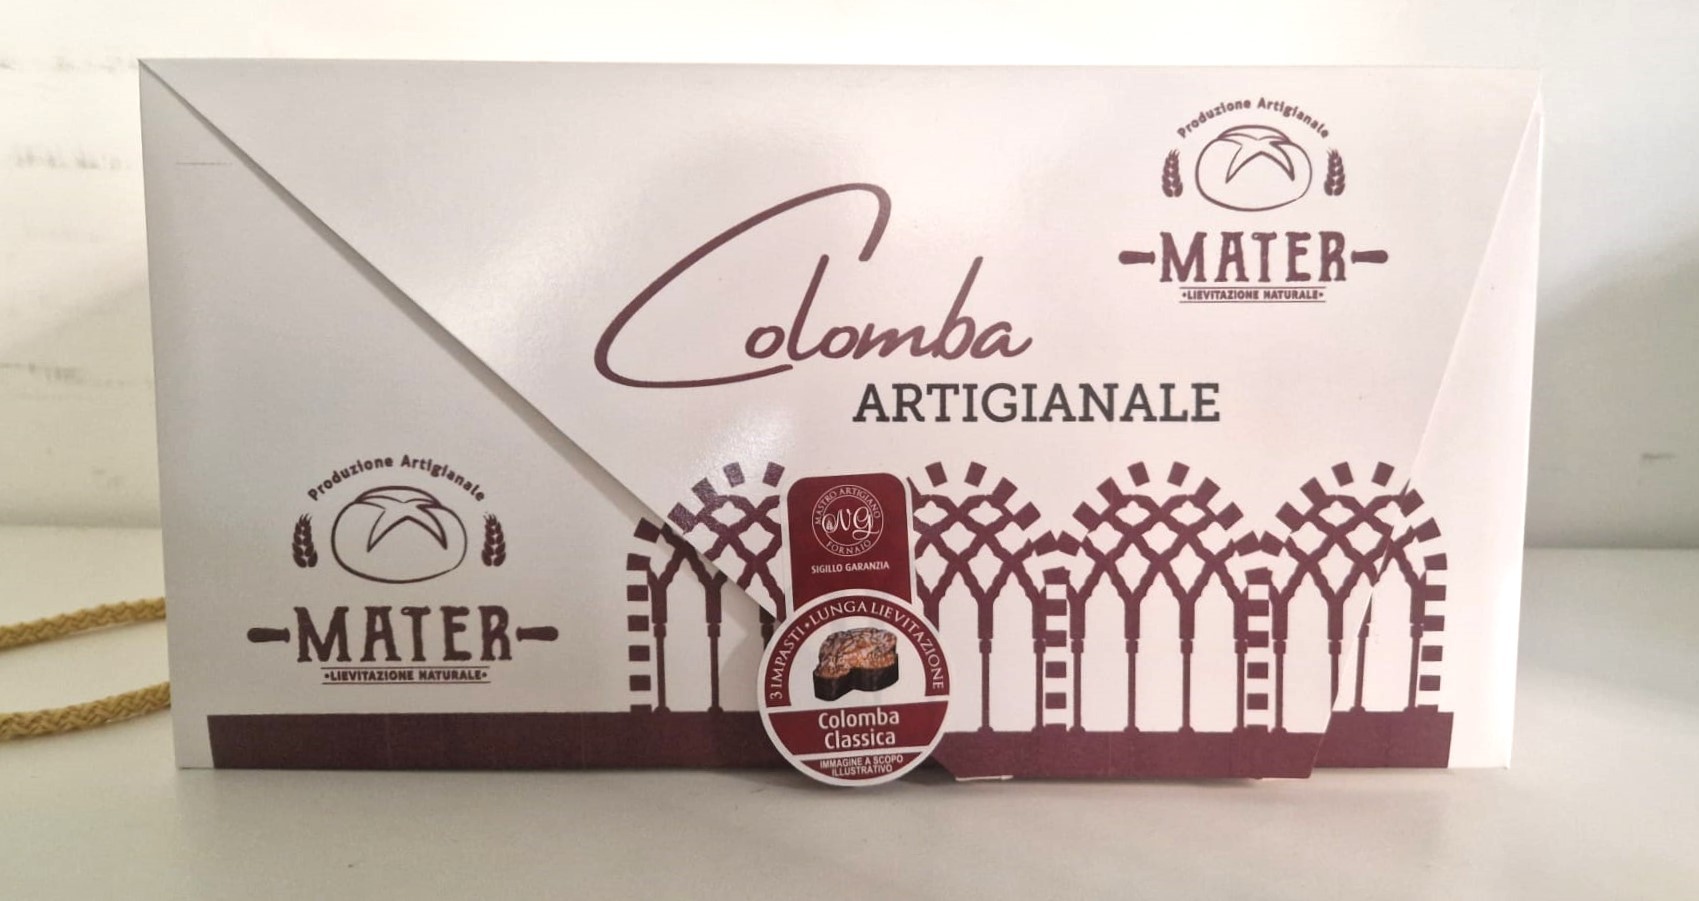 Produzione Artigianale
MATER
•LIEVITAZIONE NATURALE•
Colomba
ARTIGIANALE
Produzione Artigianale
MATER
•LIEVITAZIONE NATURALE•
MASTRO ARTIGIANO
NG
FORNAIO
SIGILLO GARANZIA
3 IMPASTI • LUNGA LIEVITAZIONE
Colomba
Classica
IMMAGINE A SCOPO
ILLUSTRATIVO